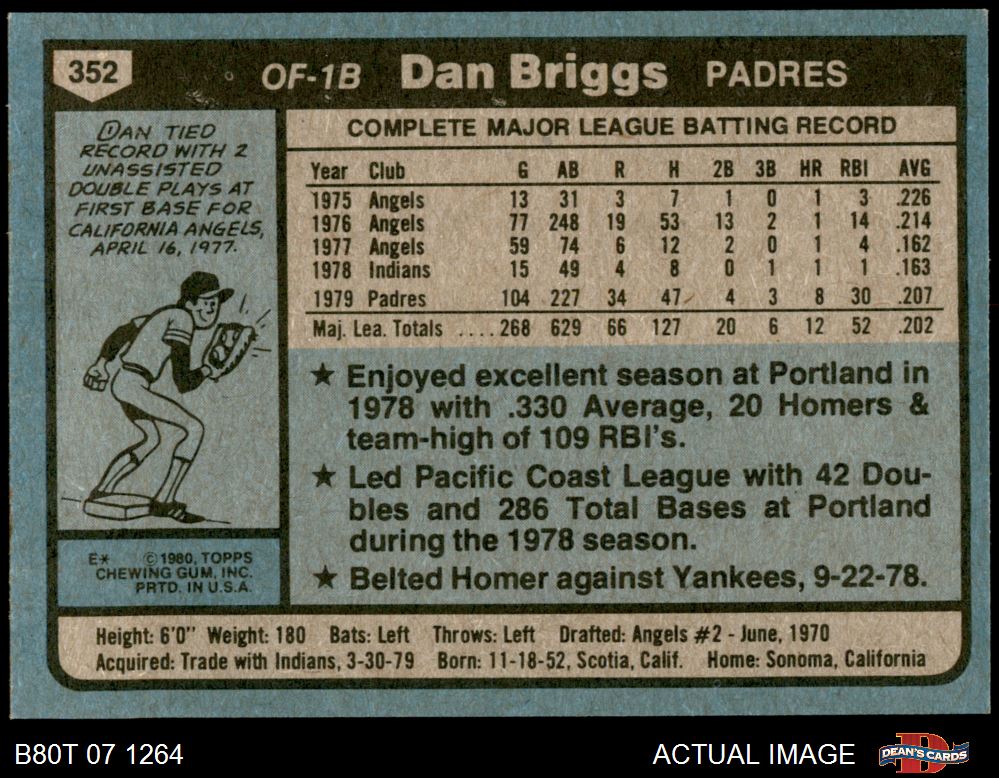 352 OF-1B Dan Briggs PADRES
DAN TIED
RECORD WITH 2
UNASSISTED
DOUBLE PLAYS AT
FIRST BASE FOR
CALIFORNIA ANGELS,
APRIL 16, 1977.
COMPLETE MAJOR LEAGUE BATTING RECORD
Year Club G AB R H 2B 3B HR RBI AVG
1975 Angels 13 31 3 7 1 0 1 3 .226
1976 Angels 77 248 19 53 13 2 1 14 .214
1977 Angels 59 74 6 12 2 0 1 4 .162
1978 Indians 15 49 4 8 0 1 1 1 .163
1979 Padres 104 227 34 47 4 3 8 30 .207
Maj. Lea. Totals ....268 629 66 127 20 6 12 52 .202
★ Enjoyed excellent season at Portland in
1978 with .330 Average, 20 Homers &
team-high of 109 RBI's.
★ Led Pacific Coast League with 42 Dou-
bles and 286 Total Bases at Portland
during the 1978 season.
★ Belted Homer against Yankees, 9-22-78.
E* ©1980, TOPPS
CHEWING GUM, INC.
PRTD. IN U.S.A.
Height: 6'0" Weight: 180 Bats: Left Throws: Left Drafted: Angels #2 - June, 1970
Acquired: Trade with Indians, 3-30-79 Born: 11-18-52, Scotia, Calif. Home: Sonoma, California
B80T 07 1264 ACTUAL IMAGE DEAN'S CARDS